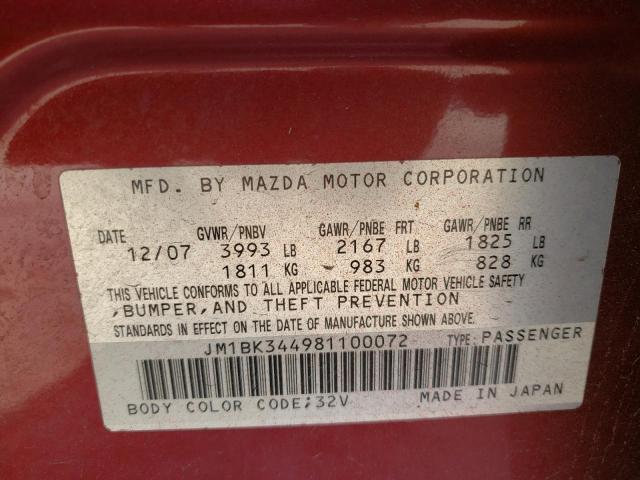 MFD. BY MAZDA MOTOR CORPORATION
DATE GVWR/PNBV GAWR/PNBE FRT GAWR/PNBE RR
12/07 3993 LB 2167 LB 1825 LB
1811 KG 983 KG 828 KG
THIS VEHICLE CONFORMS TO ALL APPLICABLE FEDERAL MOTOR VEHICLE SAFETY
,BUMPER,AND THEFT PREVENTION
STANDARDS IN EFFECT ON THE DATE OF MANUFACTURE SHOWN ABOVE.
JM1BK344981100072 TYPE: PASSENGER
BODY COLOR CODE;32V MADE IN JAPAN